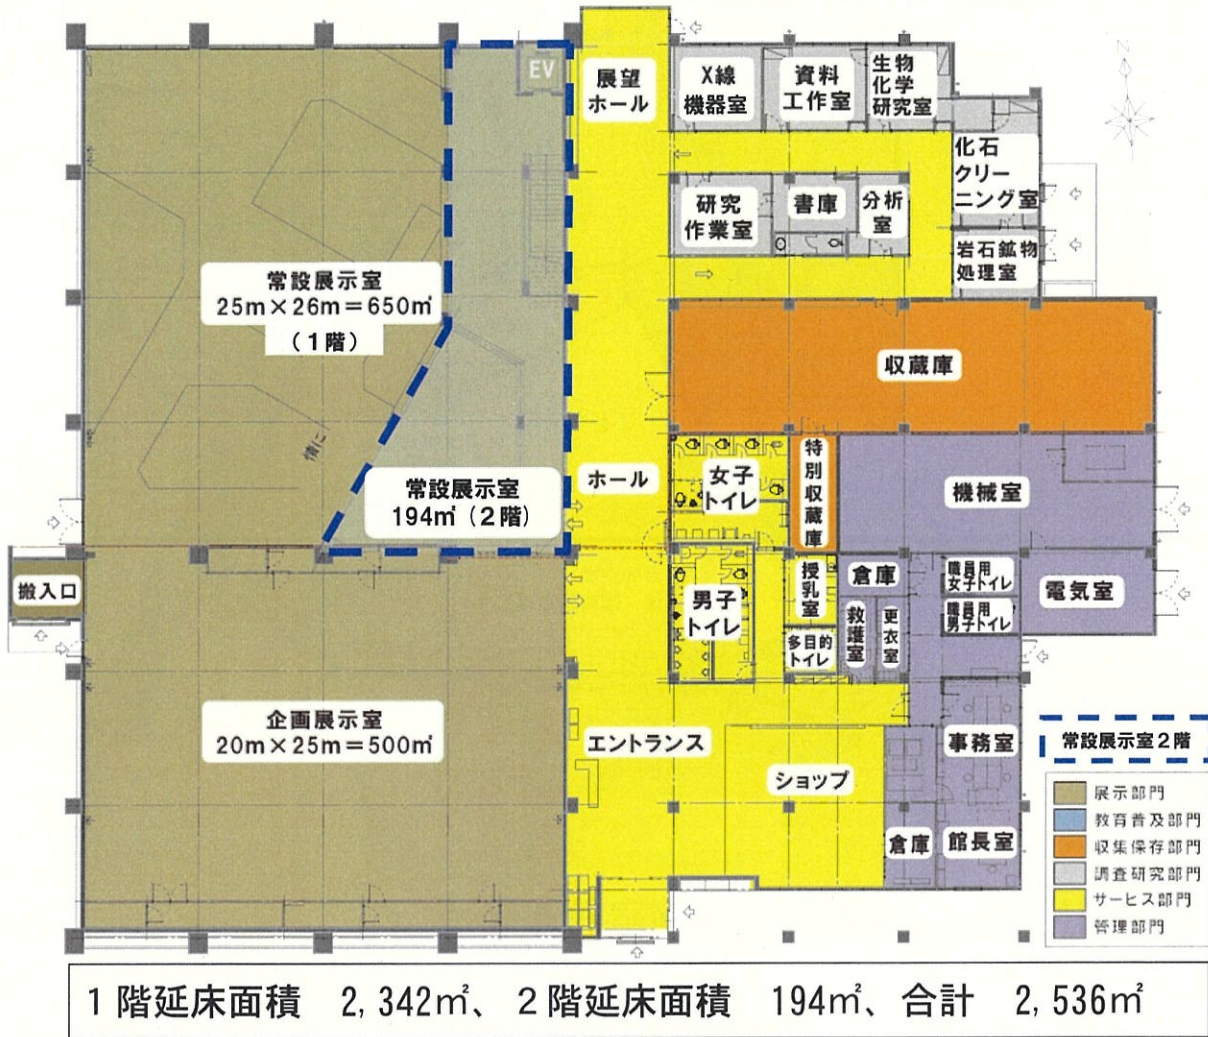 EV
展望
ホール
X線
機器室
資料
工作室
生物
化学
研究室
化石
クリー
ニング室
研究
作業室
書庫
分析
室
岩石鉱物
処理室
常設展示室
25m×26m=650㎡
(1階)
収蔵庫
常設展示室
194㎡(2階)
ホール
女子
トイレ
特
別
収
蔵
庫
機械室
搬入口
男子
トイレ
授
乳
室
倉庫
職員用
女子トイレ
電気室
多目的
トイレ
救
護
室
更
衣
室
職員用
男子トイレ
企画展示室
20m×25m=500㎡
エントランス
ショップ
事務室
倉庫
館長室
常設展示室2階
展示部門
教育普及部門
収集保存部門
調査研究部門
サービス部門
管理部門
1階延床面積 2,342㎡、2階延床面積 194㎡、合計 2,536㎡